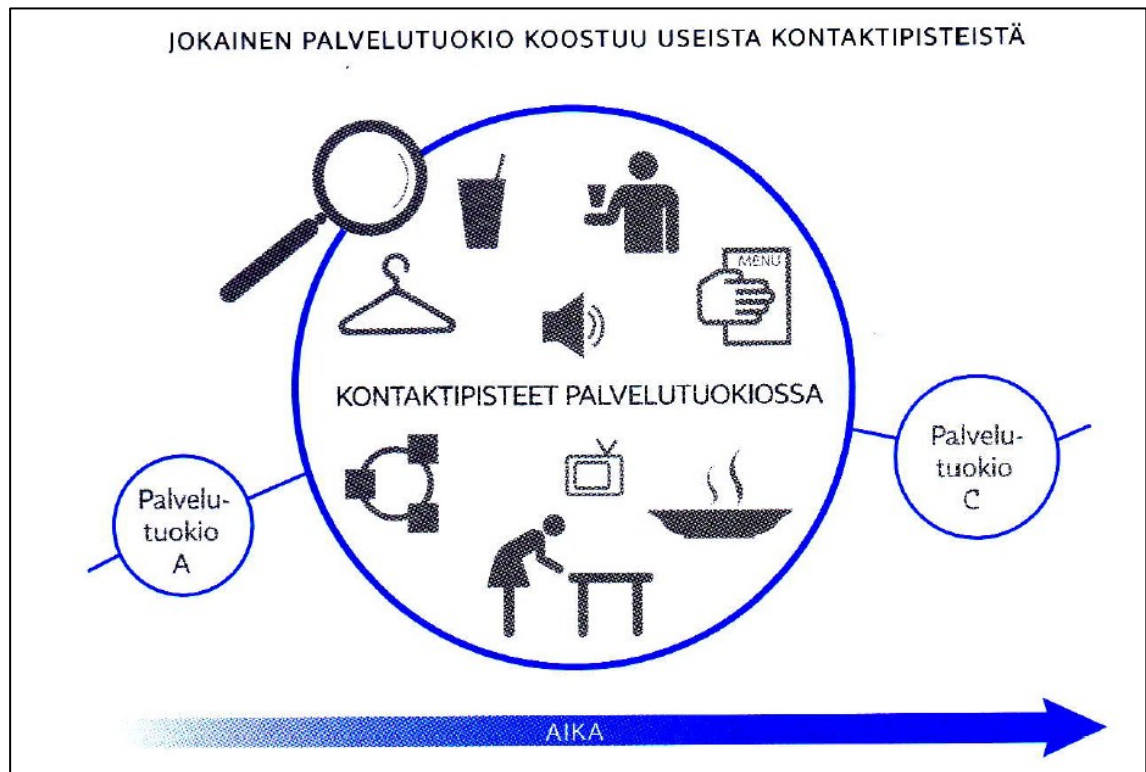 JOKAINEN PALVELUTUOKIO KOOSTUU USEISTA KONTAKTIPISTEISTÄ
MENU
KONTAKTIPISTEET PALVELUTUOKIOSSA
Palvelu-
tuokio
A
Palvelu-
tuokio
C
AIKA